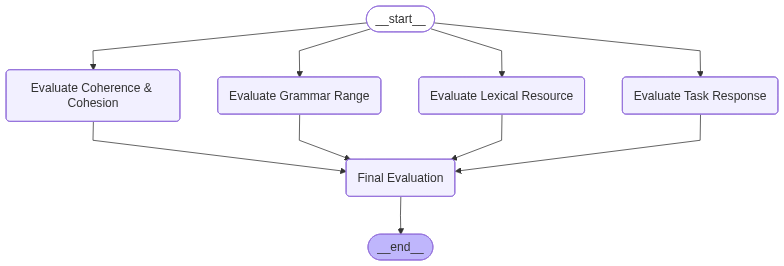 __start__
Evaluate Coherence &
Cohesion
Evaluate Grammar Range
Evaluate Lexical Resource
Evaluate Task Response
Final Evaluation
__end__